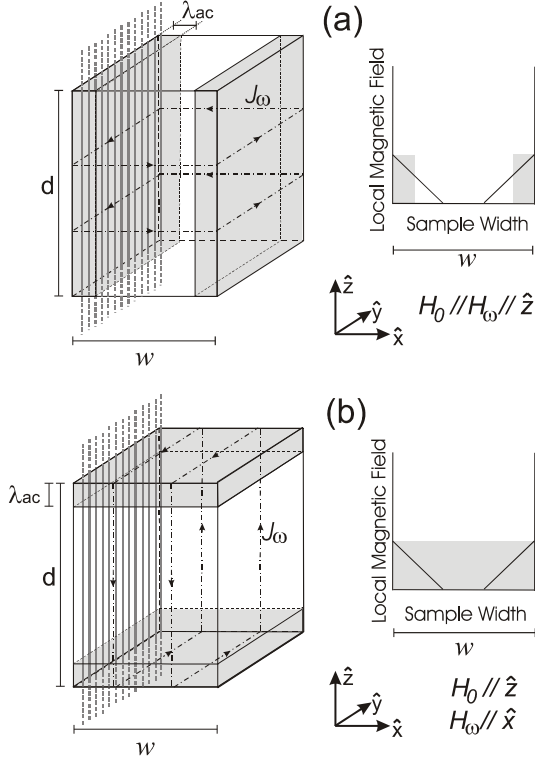 λac
(a)
Jω
d
w
Local Magnetic Field
Sample Width
w
ẑ
ŷ
x̂
H0 // Hω // ẑ
(b)
λac
Jω
d
w
Local Magnetic Field
Sample Width
w
ẑ
ŷ
x̂
H0 // ẑ
Hω // x̂